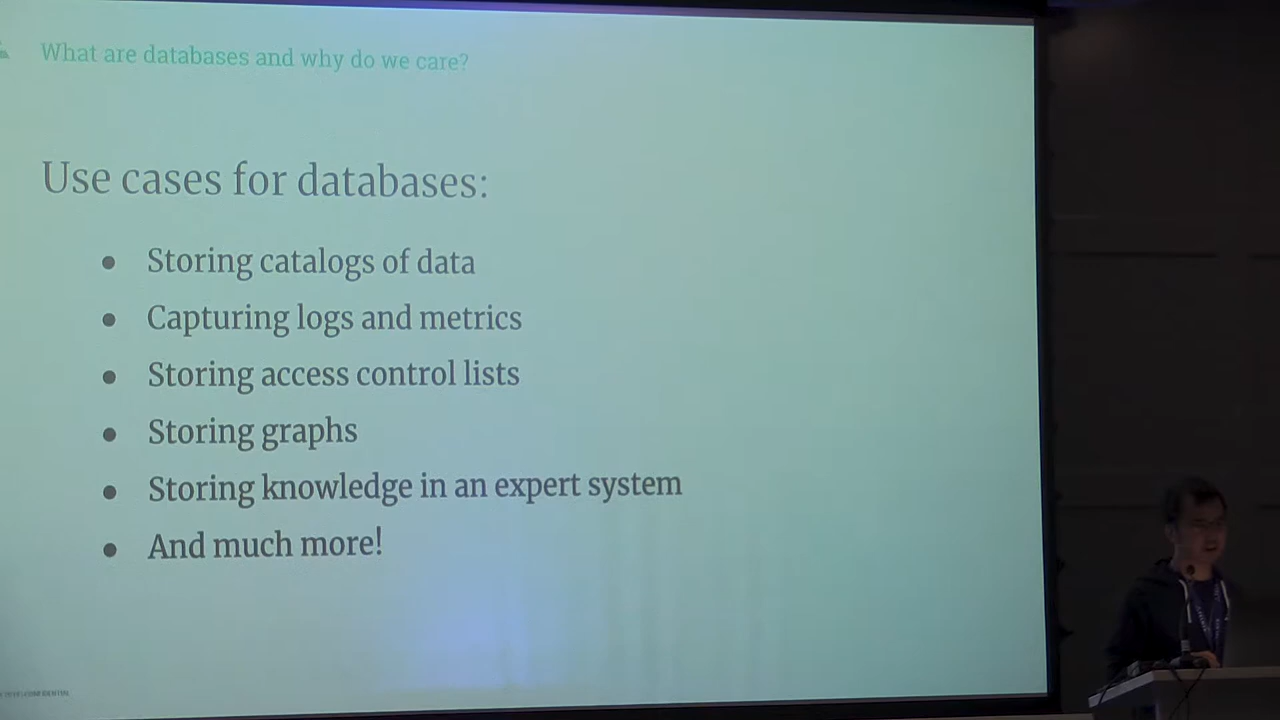 What are databases and why do we care?
Use cases for databases:
● Storing catalogs of data
● Capturing logs and metrics
● Storing access control lists
● Storing graphs
● Storing knowledge in an expert system
● And much more!